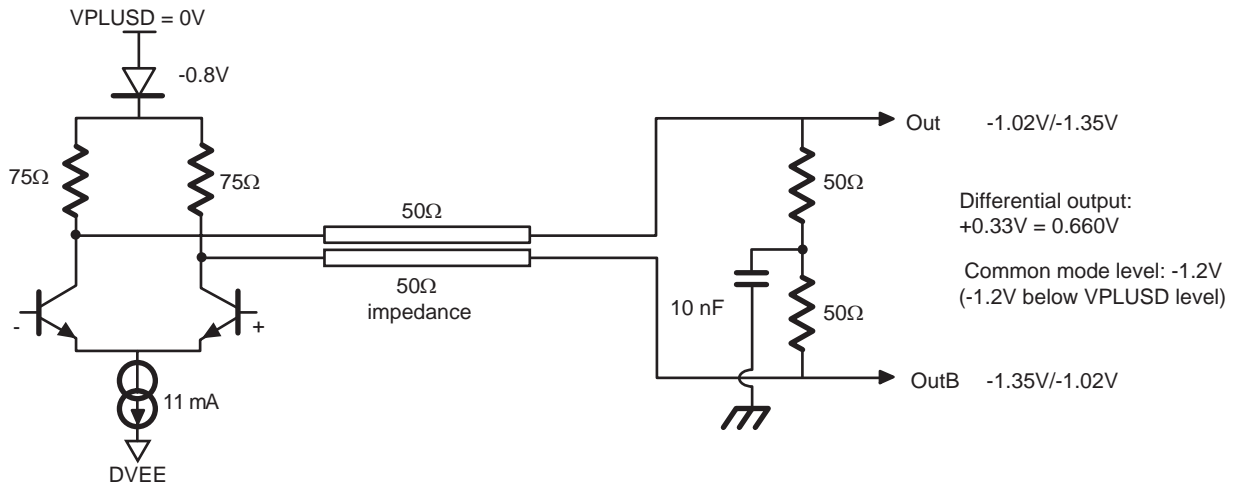 VPLUSD = 0V
-0.8V
75Ω
75Ω
50Ω
50Ω
impedance
-
+
11 mA
DVEE
10 nF
50Ω
50Ω
Out -1.02V/-1.35V
Differential output:
+0.33V = 0.660V
Common mode level: -1.2V
(-1.2V below VPLUSD level)
OutB -1.35V/-1.02V